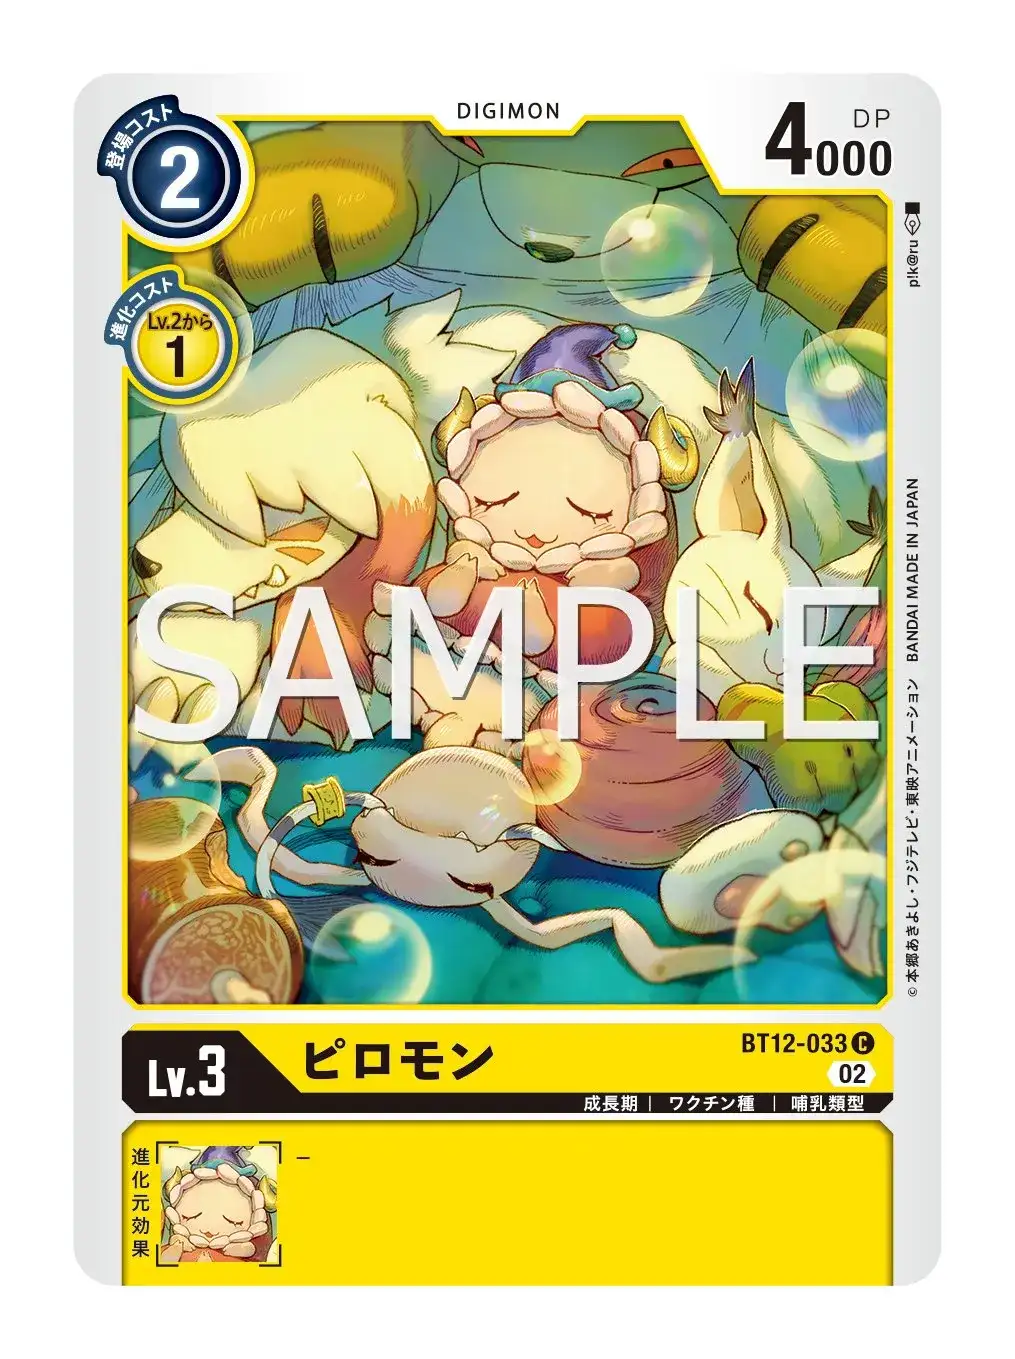 DIGIMON
登場コスト
2
DP
4000
進化コスト
Lv.2から
1
p!k@ru
BANDAI MADE IN JAPAN
© 本郷あきよし・フジテレビ・東映アニメーション
SAMPLE
Lv.3
ピロモン
BT12-033 C
02
成長期 | ワクチン種 | 哺乳類型
進化元効果
–